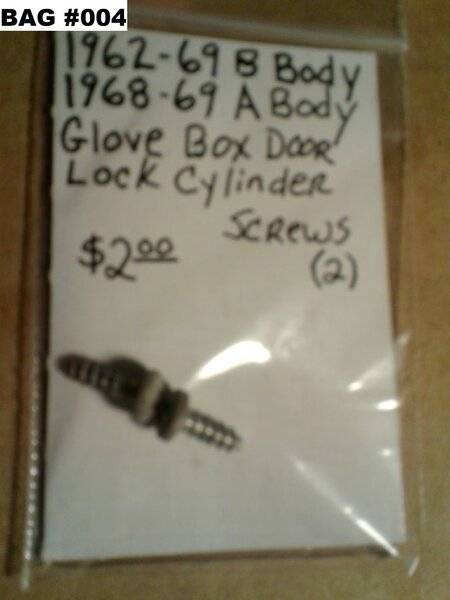 BAG #004
1962-69 B Body
1968-69 A Body
Glove Box Door
Lock Cylinder
Screws
$2.00 (2)